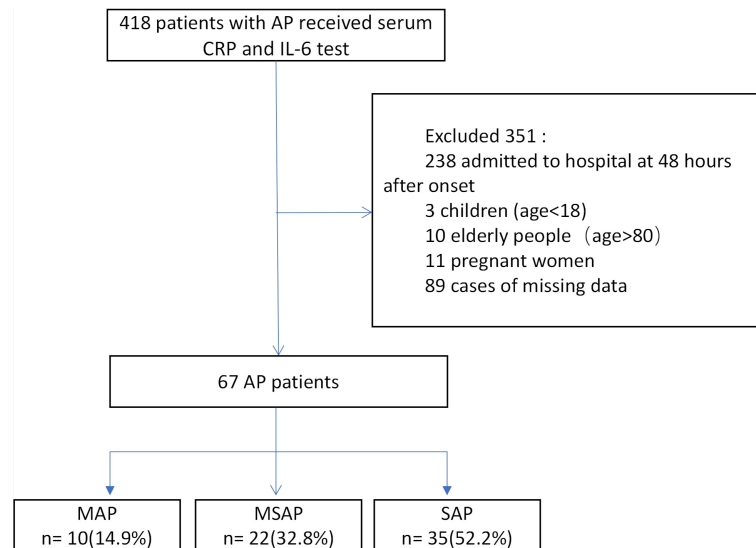 418 patients with AP received serum
CRP and IL-6 test
Excluded 351 :
238 admitted to hospital at 48 hours
after onset
3 children (age<18)
10 elderly people（age>80）
11 pregnant women
89 cases of missing data
67 AP patients
MAP
n= 10(14.9%)
MSAP
n= 22(32.8%)
SAP
n= 35(52.2%)